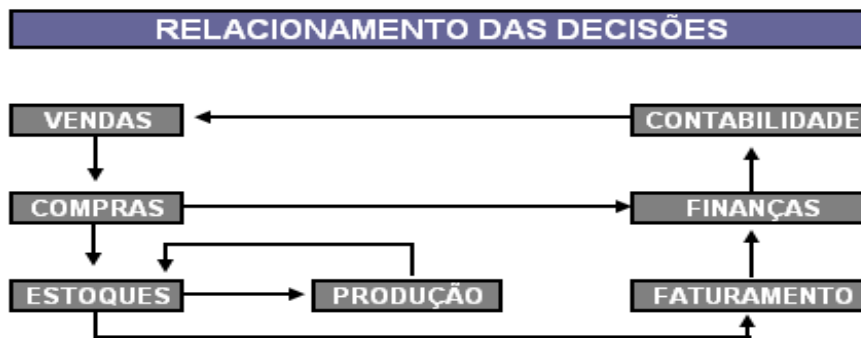 RELACIONAMENTO DAS DECISÕES
VENDAS
CONTABILIDADE
COMPRAS
FINANÇAS
ESTOQUES
PRODUÇÃO
FATURAMENTO